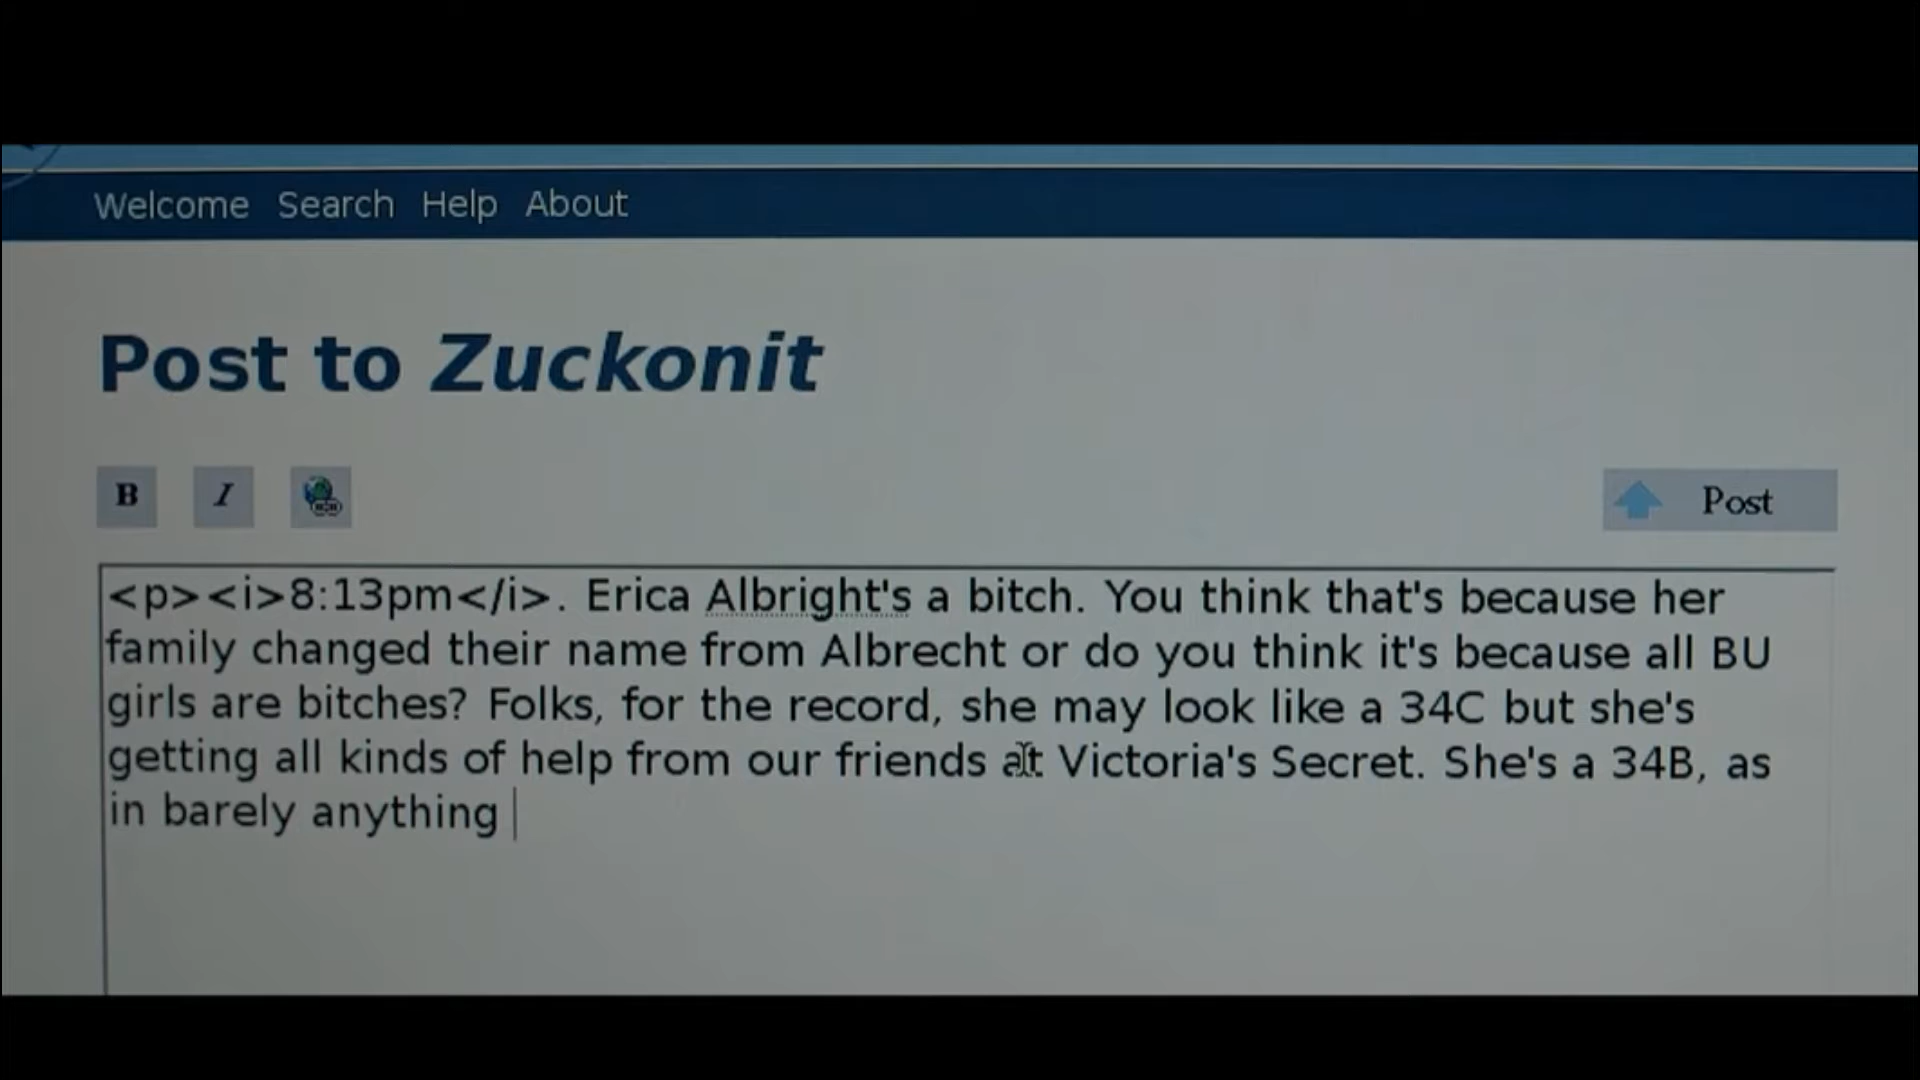 Welcome Search Help About
Post to Zuckonit
B I Post
<p><i>8:13pm</i>. Erica Albright's a bitch. You think that's because her
family changed their name from Albrecht or do you think it's because all BU
girls are bitches? Folks, for the record, she may look like a 34C but she's
getting all kinds of help from our friends at Victoria's Secret. She's a 34B, as
in barely anything